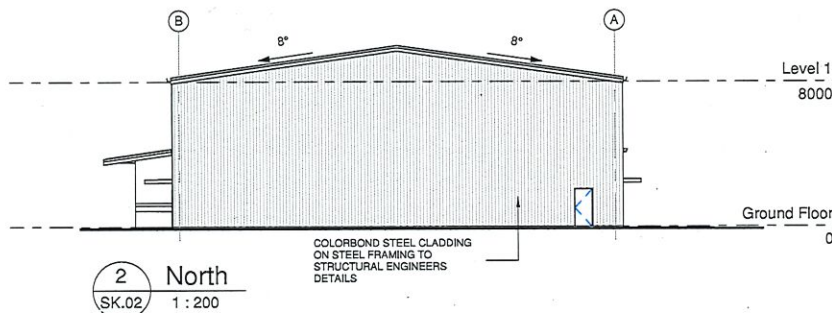 B
A
8°
8°
Level 1
8000
Ground Floor
0
COLORBOND STEEL CLADDING
ON STEEL FRAMING TO
STRUCTURAL ENGINEERS
DETAILS
2
SK.02
North
1 : 200